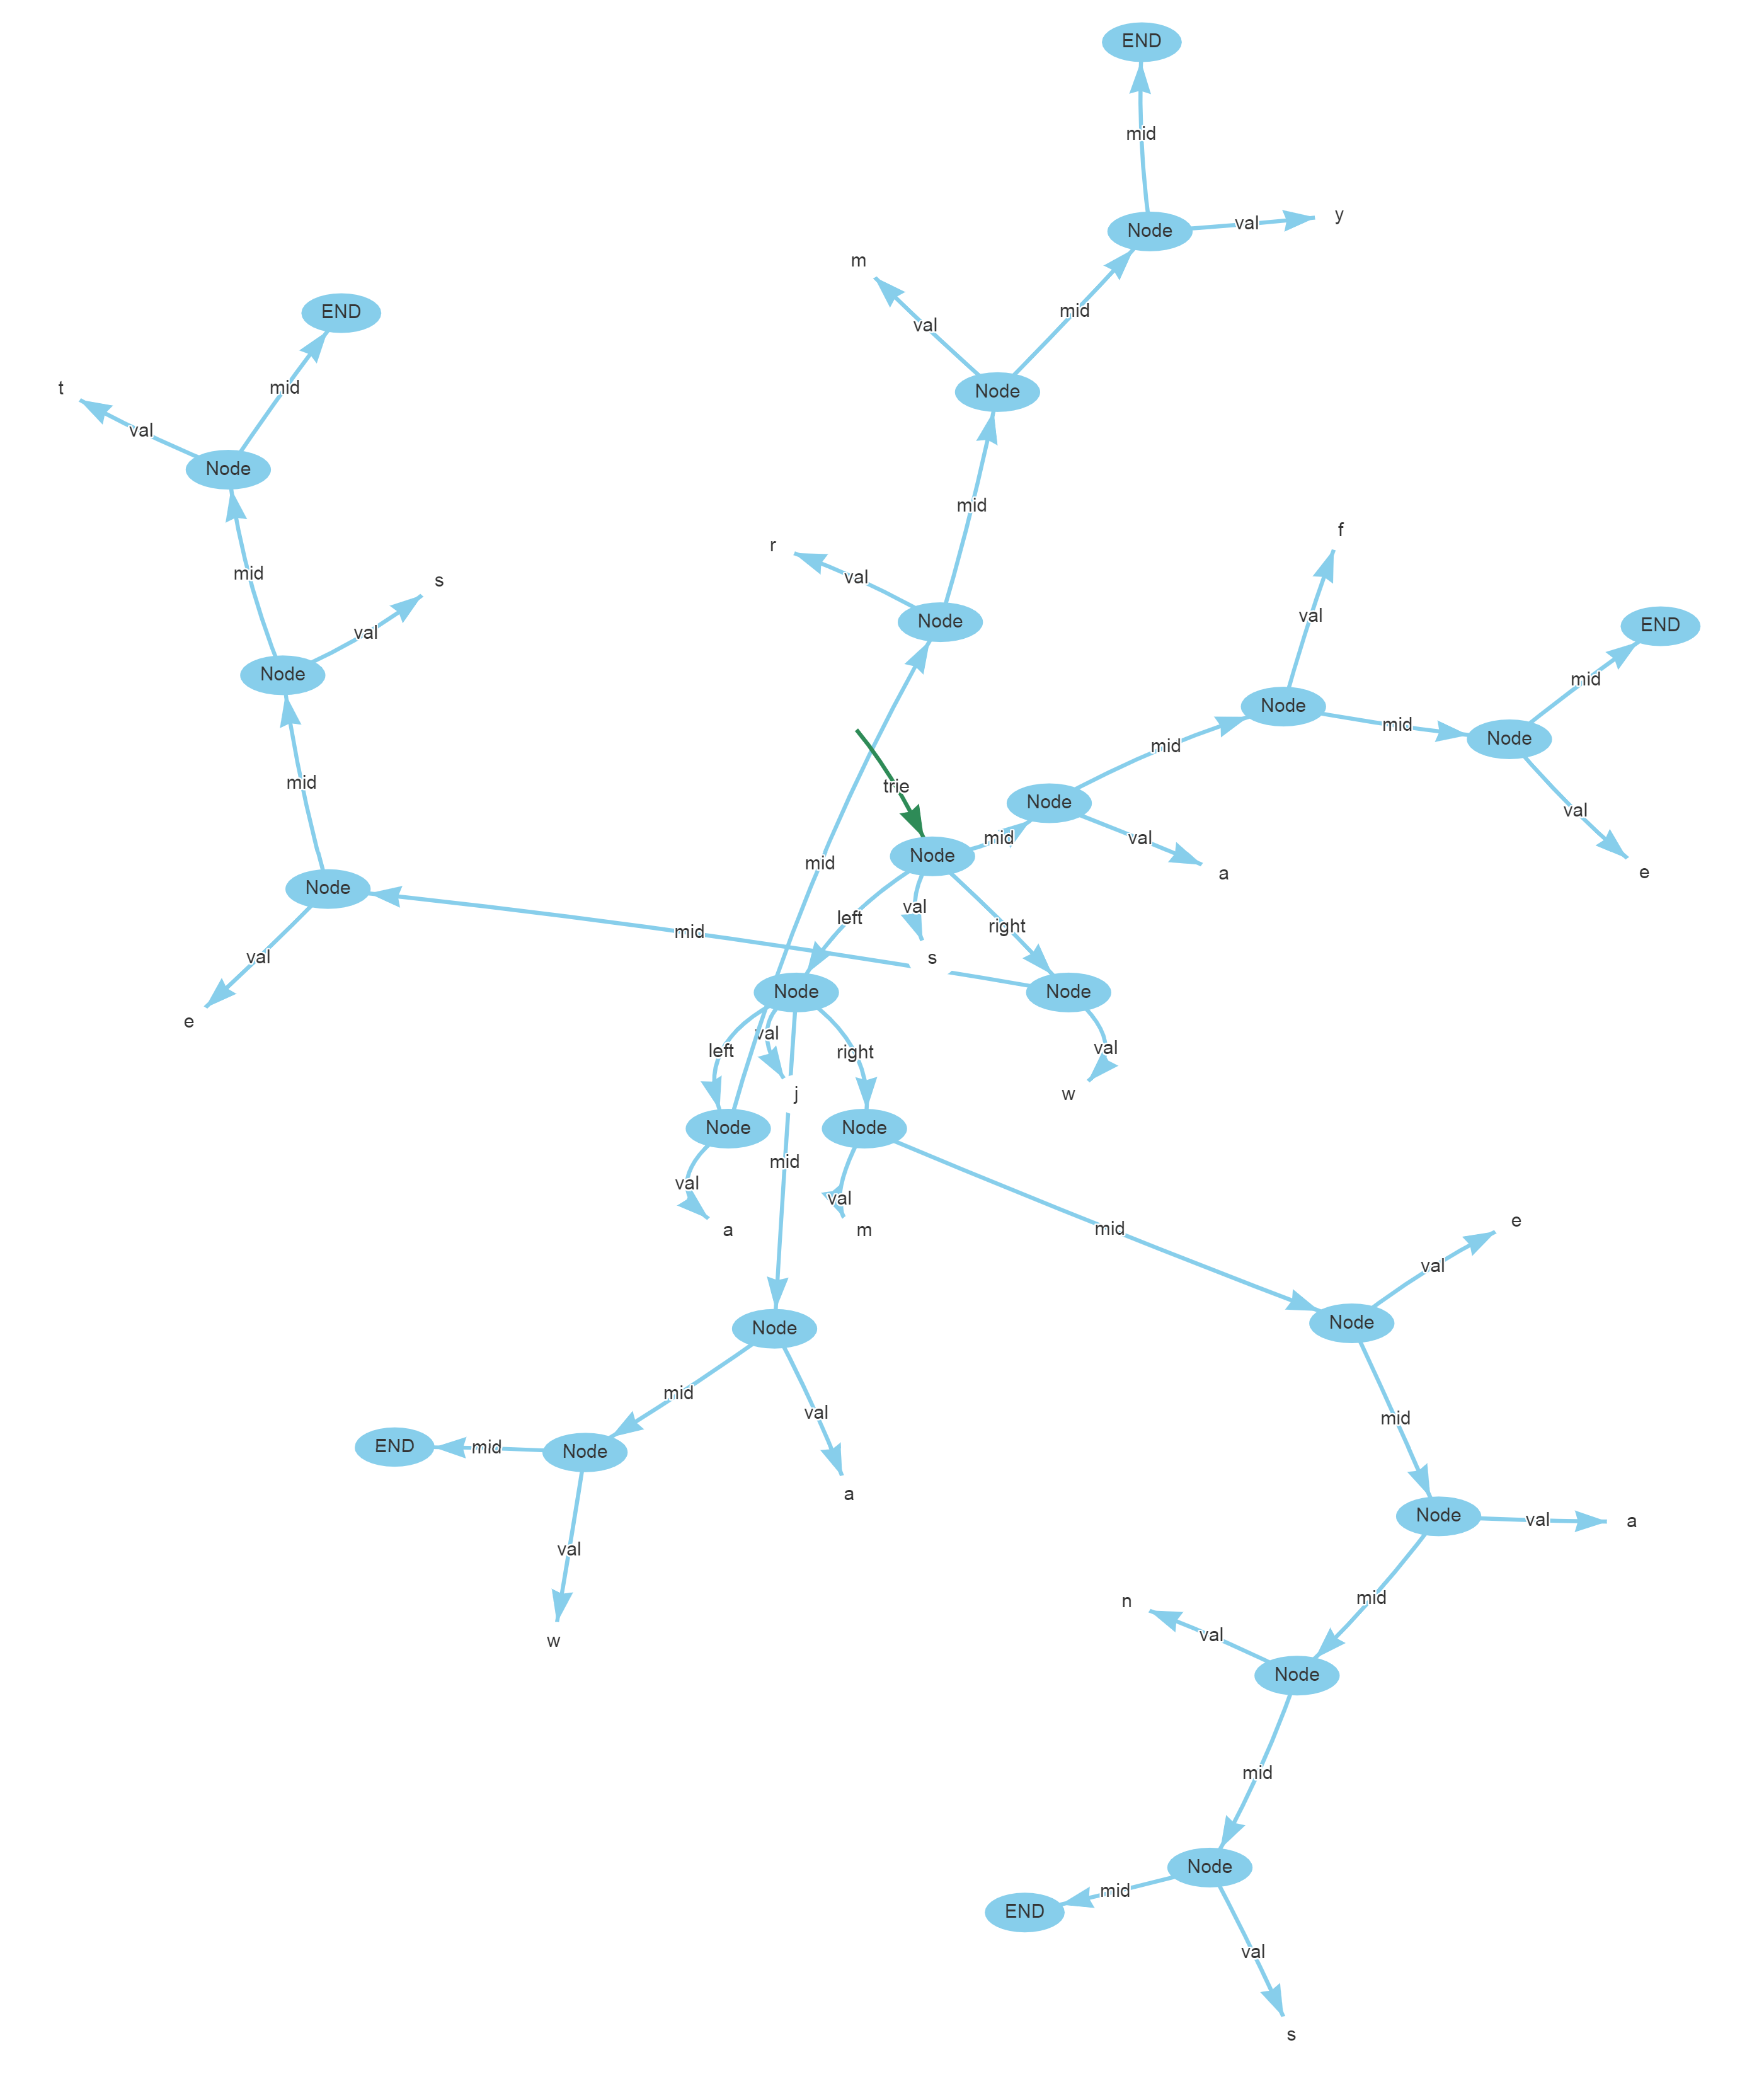 END
mid
Node
val
y
m
val
mid
Node
END
mid
t
val
Node
mid
r
val
Node
mid
s
val
Node
f
val
END
mid
Node
mid
Node
mid
val
e
trie
mid
Node
val
a
Node
mid
mid
Node
val
e
mid
left
val
s
right
Node
Node
val
w
left
val
right
j
Node
Node
mid
val
a
val
m
mid
e
val
Node
Node
mid
val
a
mid
Node
END
mid
val
w
Node
val
a
mid
n
val
Node
mid
Node
END
mid
val
s